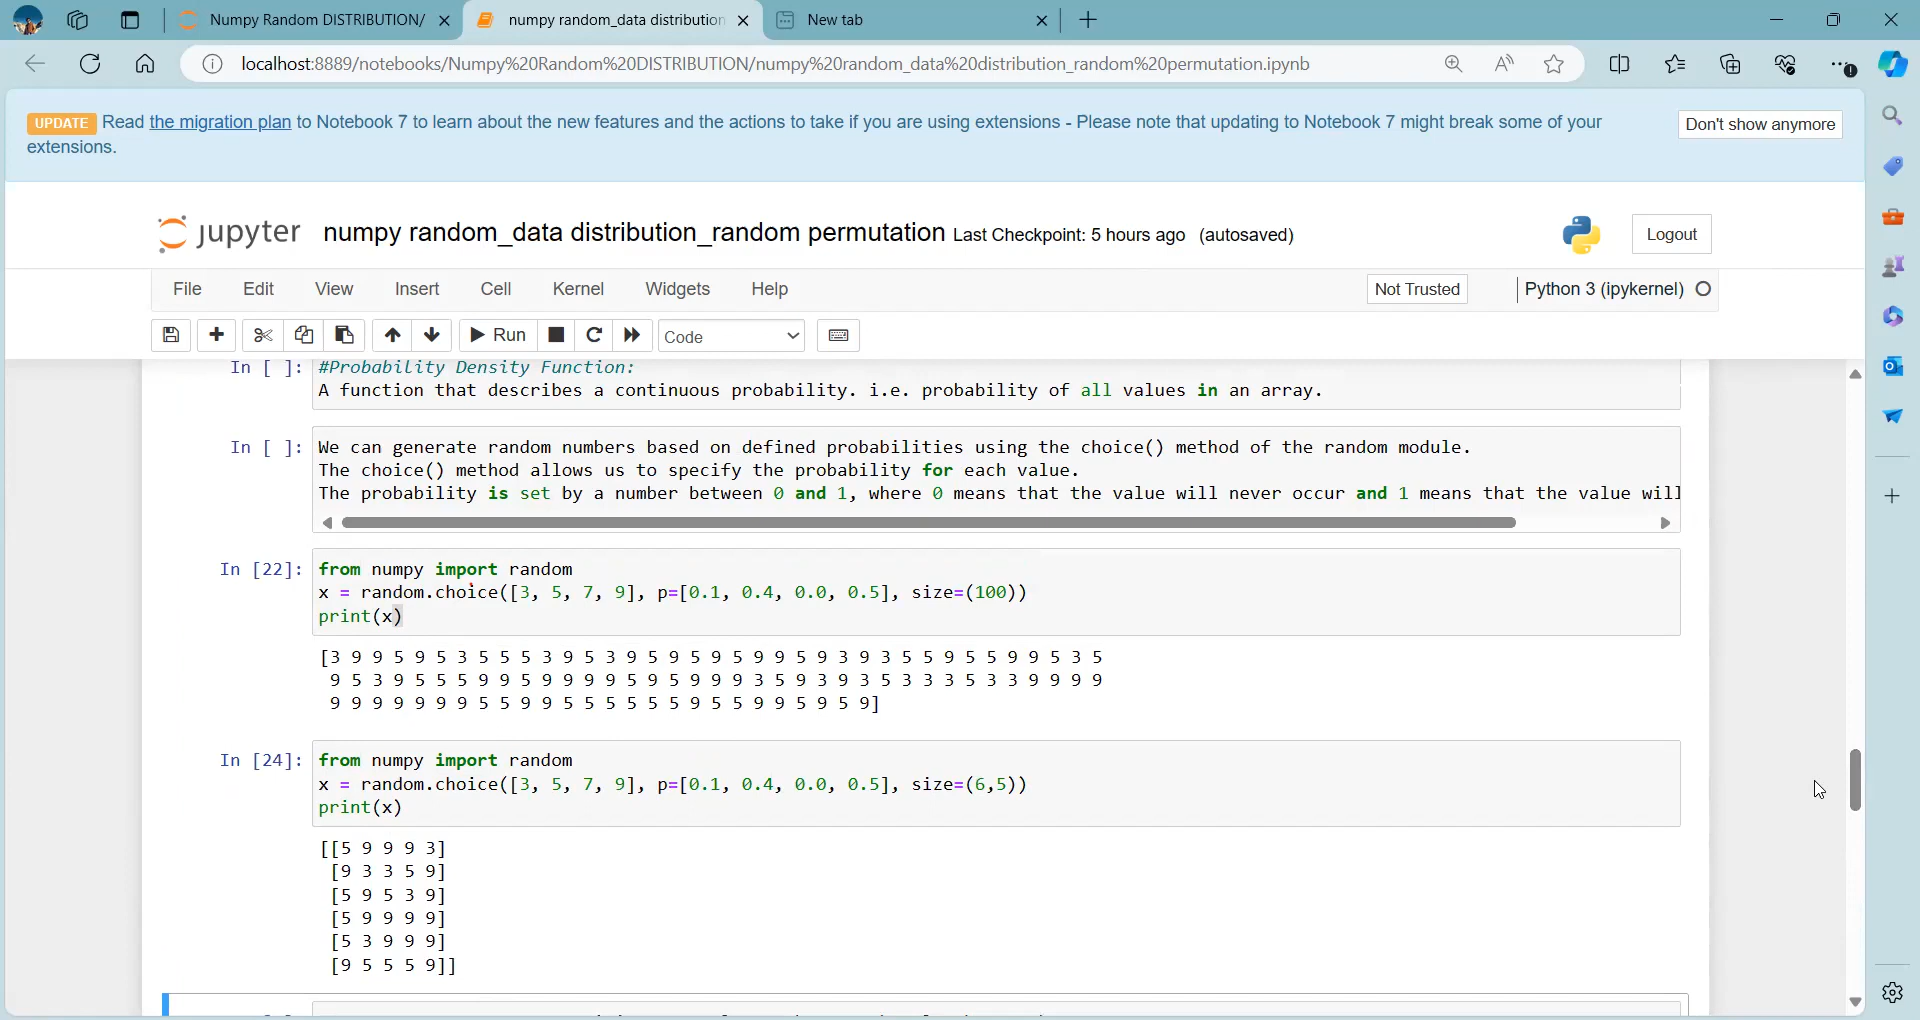 Numpy Random DISTRIBUTION/
numpy random_data distribution
New tab
localhost:8889/notebooks/Numpy%20Random%20DISTRIBUTION/numpy%20random_data%20distribution_random%20permutation.ipynb
UPDATE Read the migration plan to Notebook 7 to learn about the new features and the actions to take if you are using extensions - Please note that updating to Notebook 7 might break some of your
extensions.
Don't show anymore
jupyter numpy random_data distribution_random permutation Last Checkpoint: 5 hours ago (autosaved)
Logout
File Edit View Insert Cell Kernel Widgets Help
Not Trusted
Python 3 (ipykernel)
Run
Code
In [ ]: #Probability Density Function:
A function that describes a continuous probability. i.e. probability of all values in an array.
In [ ]: We can generate random numbers based on defined probabilities using the choice() method of the random module.
The choice() method allows us to specify the probability for each value.
The probability is set by a number between 0 and 1, where 0 means that the value will never occur and 1 means that the value will
In [22]: from numpy import random
x = random.choice([3, 5, 7, 9], p=[0.1, 0.4, 0.0, 0.5], size=(100))
print(x)
[3 9 9 5 9 5 3 5 5 5 3 9 5 3 9 5 9 5 9 5 9 9 5 9 3 9 3 5 5 9 5 5 9 9 5 3 5
9 5 3 9 5 5 5 9 9 5 9 9 9 9 5 9 5 9 9 9 3 5 9 3 9 3 5 3 3 3 5 3 3 9 9 9 9
9 9 9 9 9 9 9 5 5 9 9 5 5 5 5 5 5 9 5 5 9 9 5 9 5 9]
In [24]: from numpy import random
x = random.choice([3, 5, 7, 9], p=[0.1, 0.4, 0.0, 0.5], size=(6,5))
print(x)
[[5 9 9 9 3]
[9 3 3 5 9]
[5 9 5 3 9]
[5 9 9 9 9]
[5 3 9 9 9]
[9 5 5 5 9]]